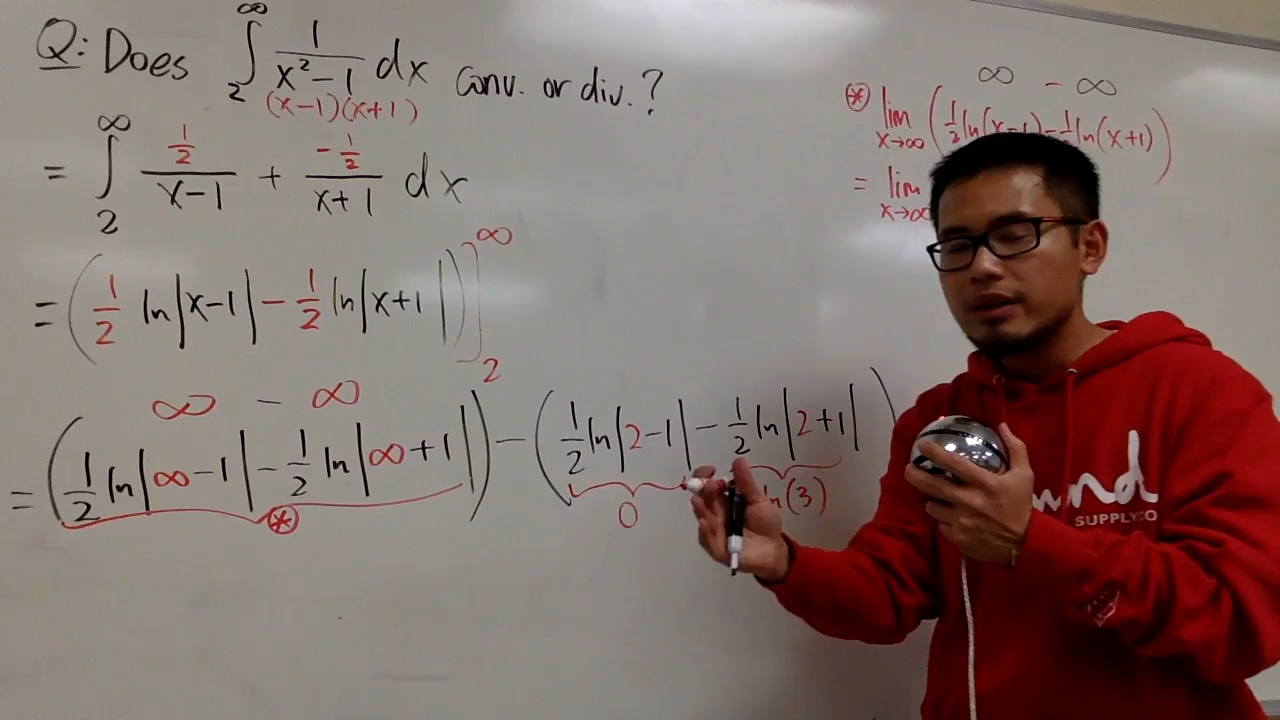 Q: Does ∫₂^∞ 1/(x²−1) dx conv. or div.?
(x−1)(x+1)
= ∫₂^∞ (1/2)/(x−1) + (−1/2)/(x+1) dx
= (1/2 ln|x−1| − 1/2 ln|x+1|)]₂^∞
∞ − ∞
= (1/2 ln|∞−1| − 1/2 ln|∞+1|) − (1/2 ln|2−1| − 1/2 ln|2+1|)
⊛ 0 ln(3)
∞ − ∞
⊛ lim x→∞ (1/2 ln(x−1) − 1/2 ln(x+1))
= lim x→∞
nd
SUPPLY CO